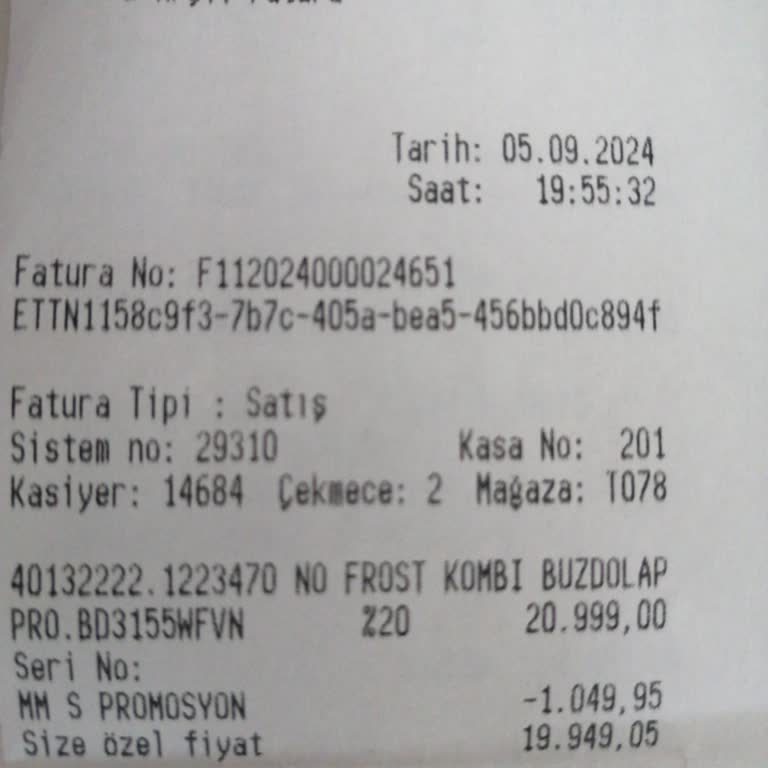 Tarih: 05.09.2024
Saat: 19:55:32
Fatura No: F112024000024651
ETTN1158c9f3-7b7c-405a-bea5-456bbd0c894f
Fatura Tipi : Satış
Sistem no: 29310 Kasa No: 201
Kasiyer: 14684 Çekmece: 2 Mağaza: T078
40132222.1223470 NO FROST KOMBI BUZDOLAP
PRO.BD3155WFVN %20 20.999,00
Seri No:
MM S PROMOSYON -1.049,95
Size özel fiyat 19.949,05